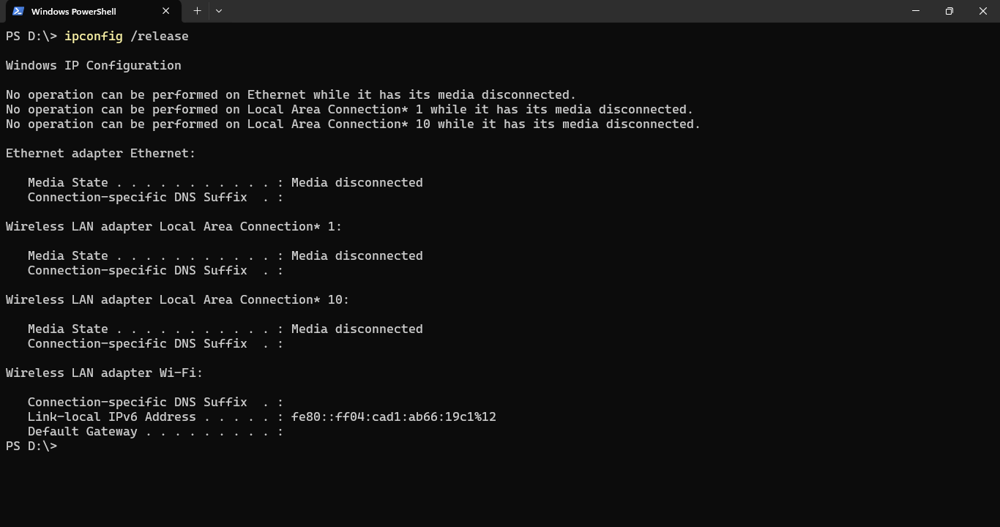 Windows PowerShell
PS D:\> ipconfig /release
Windows IP Configuration
No operation can be performed on Ethernet while it has its media disconnected.
No operation can be performed on Local Area Connection* 1 while it has its media disconnected.
No operation can be performed on Local Area Connection* 10 while it has its media disconnected.
Ethernet adapter Ethernet:
   Media State . . . . . . . . . . . : Media disconnected
   Connection-specific DNS Suffix  . :
Wireless LAN adapter Local Area Connection* 1:
   Media State . . . . . . . . . . . : Media disconnected
   Connection-specific DNS Suffix  . :
Wireless LAN adapter Local Area Connection* 10:
   Media State . . . . . . . . . . . : Media disconnected
   Connection-specific DNS Suffix  . :
Wireless LAN adapter Wi-Fi:
   Connection-specific DNS Suffix  . :
   Link-local IPv6 Address . . . . . : fe80::ff04:cad1:ab66:19c1%12
   Default Gateway . . . . . . . . . :
PS D:\>